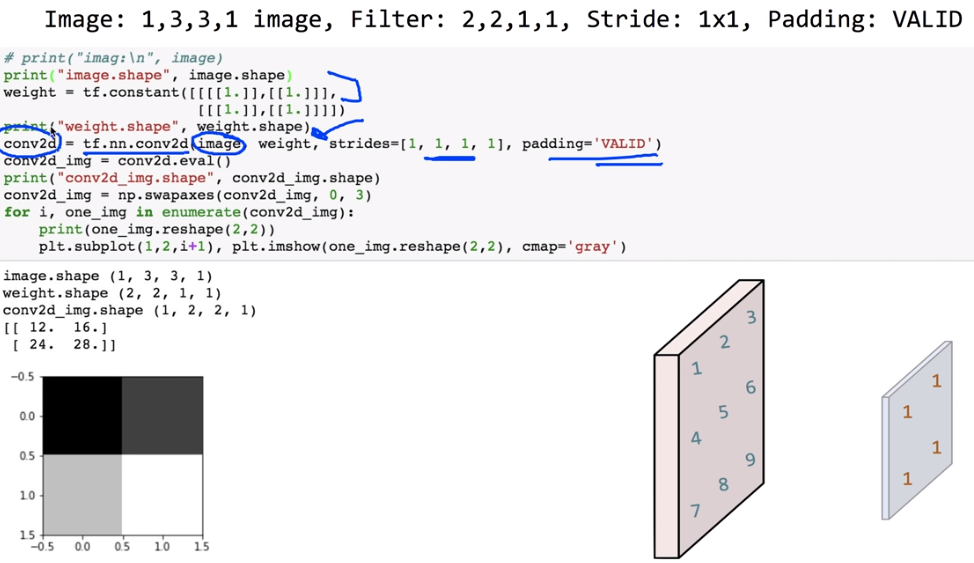 Image: 1,3,3,1 image, Filter: 2,2,1,1, Stride: 1x1, Padding: VALID
# print("imag:\n", image)
print("image.shape", image.shape)
weight = tf.constant([[[[1.]],[[1.]]],
[[[1.]],[[1.]]]])
print("weight.shape", weight.shape)
conv2d = tf.nn.conv2d(image, weight, strides=[1, 1, 1, 1], padding='VALID')
conv2d_img = conv2d.eval()
print("conv2d_img.shape", conv2d_img.shape)
conv2d_img = np.swapaxes(conv2d_img, 0, 3)
for i, one_img in enumerate(conv2d_img):
print(one_img.reshape(2,2))
plt.subplot(1,2,i+1), plt.imshow(one_img.reshape(2,2), cmap='gray')
image.shape (1, 3, 3, 1)
weight.shape (2, 2, 1, 1)
conv2d_img.shape (1, 2, 2, 1)
[[ 12. 16.]
[ 24. 28.]]
−0.5
0.0
0.5
1.0
1.5
−0.5 0.0 0.5 1.0 1.5
1 2 3
4 5 6
7 8 9
1 1
1 1